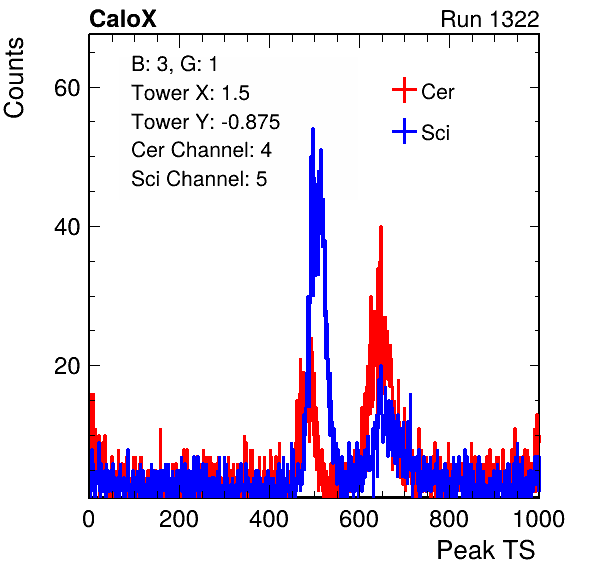 CaloX Run 1322
Counts
B: 3, G: 1
Tower X: 1.5
Tower Y: -0.875
Cer Channel: 4
Sci Channel: 5
Cer
Sci
60
40
20
0 200 400 600 800 1000
Peak TS